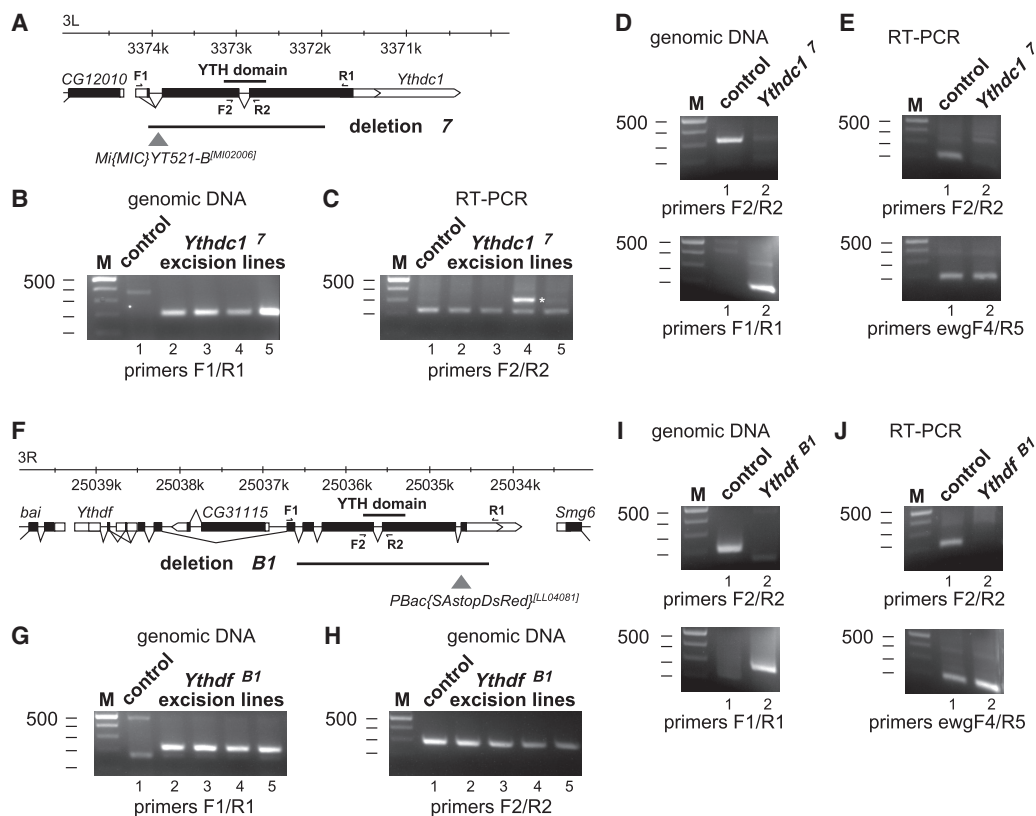 A
3L
3374k 3373k 3372k 3371k
CG12010 F1 YTH domain R1 Ythdc1
F2 R2
deletion 7
Mi{MIC}YT521-B[MI02006]
B
genomic DNA
M control Ythdc1 7
excision lines
500
1 2 3 4 5
primers F1/R1
C
RT-PCR
M control Ythdc1 7
excision lines
500
*
1 2 3 4 5
primers F2/R2
D
genomic DNA
M control Ythdc1 7
500
1 2
primers F2/R2
500
1 2
primers F1/R1
E
RT-PCR
M control Ythdc1 7
500
1 2
primers F2/R2
500
1 2
primers ewgF4/R5
F
3R
25039k 25038k 25037k 25036k 25035k 25034k
bai Ythdf CG31115 F1 YTH domain R1 Smg6
F2 R2
deletion B1
PBac{SAstopDsRed}[LL04081]
G
genomic DNA
M control Ythdf B1
excision lines
500
1 2 3 4 5
primers F1/R1
H
genomic DNA
M control Ythdf B1
excision lines
500
1 2 3 4 5
primers F2/R2
I
genomic DNA
M control Ythdf B1
500
1 2
primers F2/R2
500
1 2
primers F1/R1
J
RT-PCR
M control Ythdf B1
500
1 2
primers F2/R2
500
1 2
primers ewgF4/R5